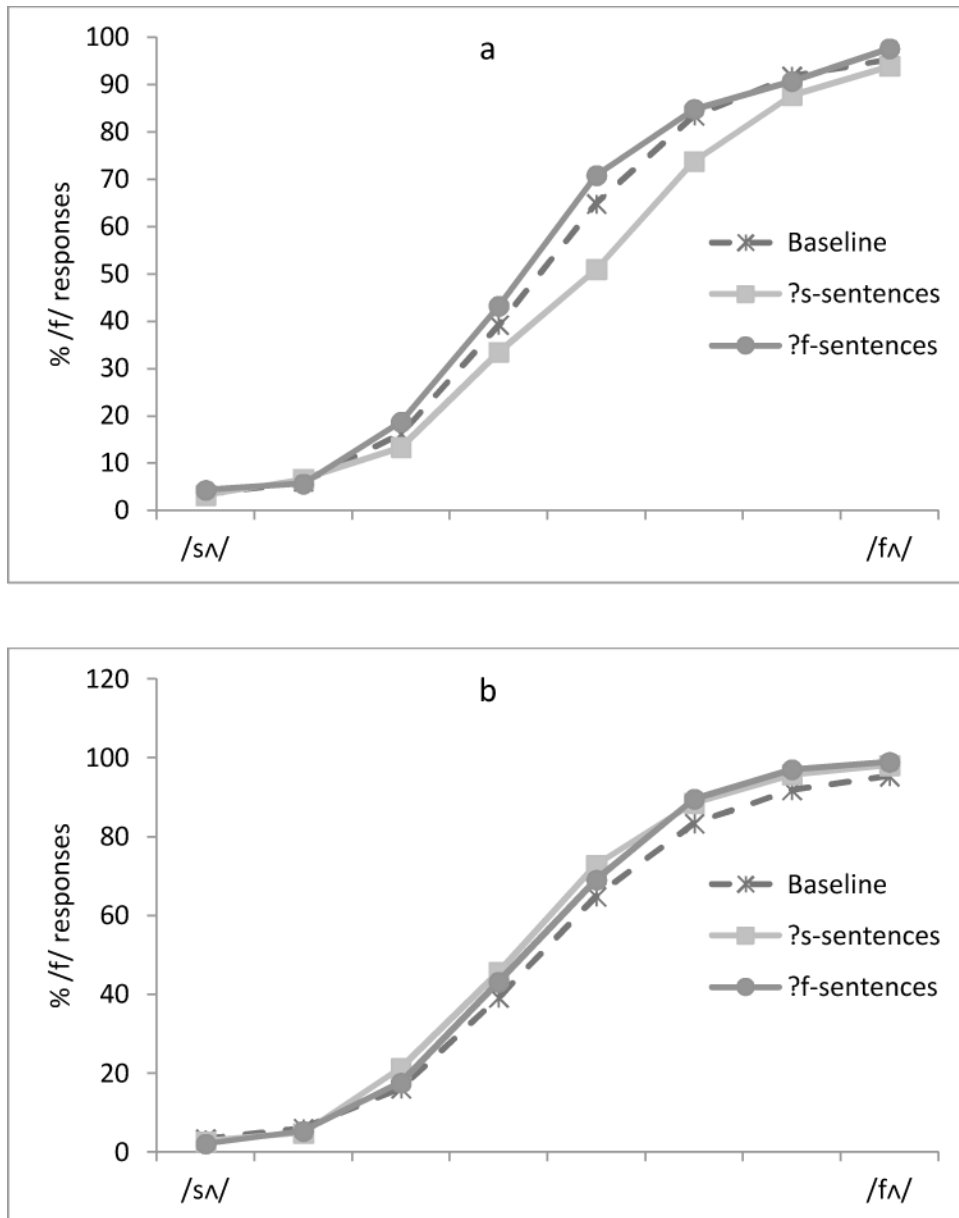 a
100
90
80
70
60
50
40
30
20
10
0
% /f/ responses
Baseline
?s-sentences
?f-sentences
/sʌ/ /fʌ/
b
120
100
80
60
40
20
0
% /f/ responses
Baseline
?s-sentences
?f-sentences
/sʌ/ /fʌ/